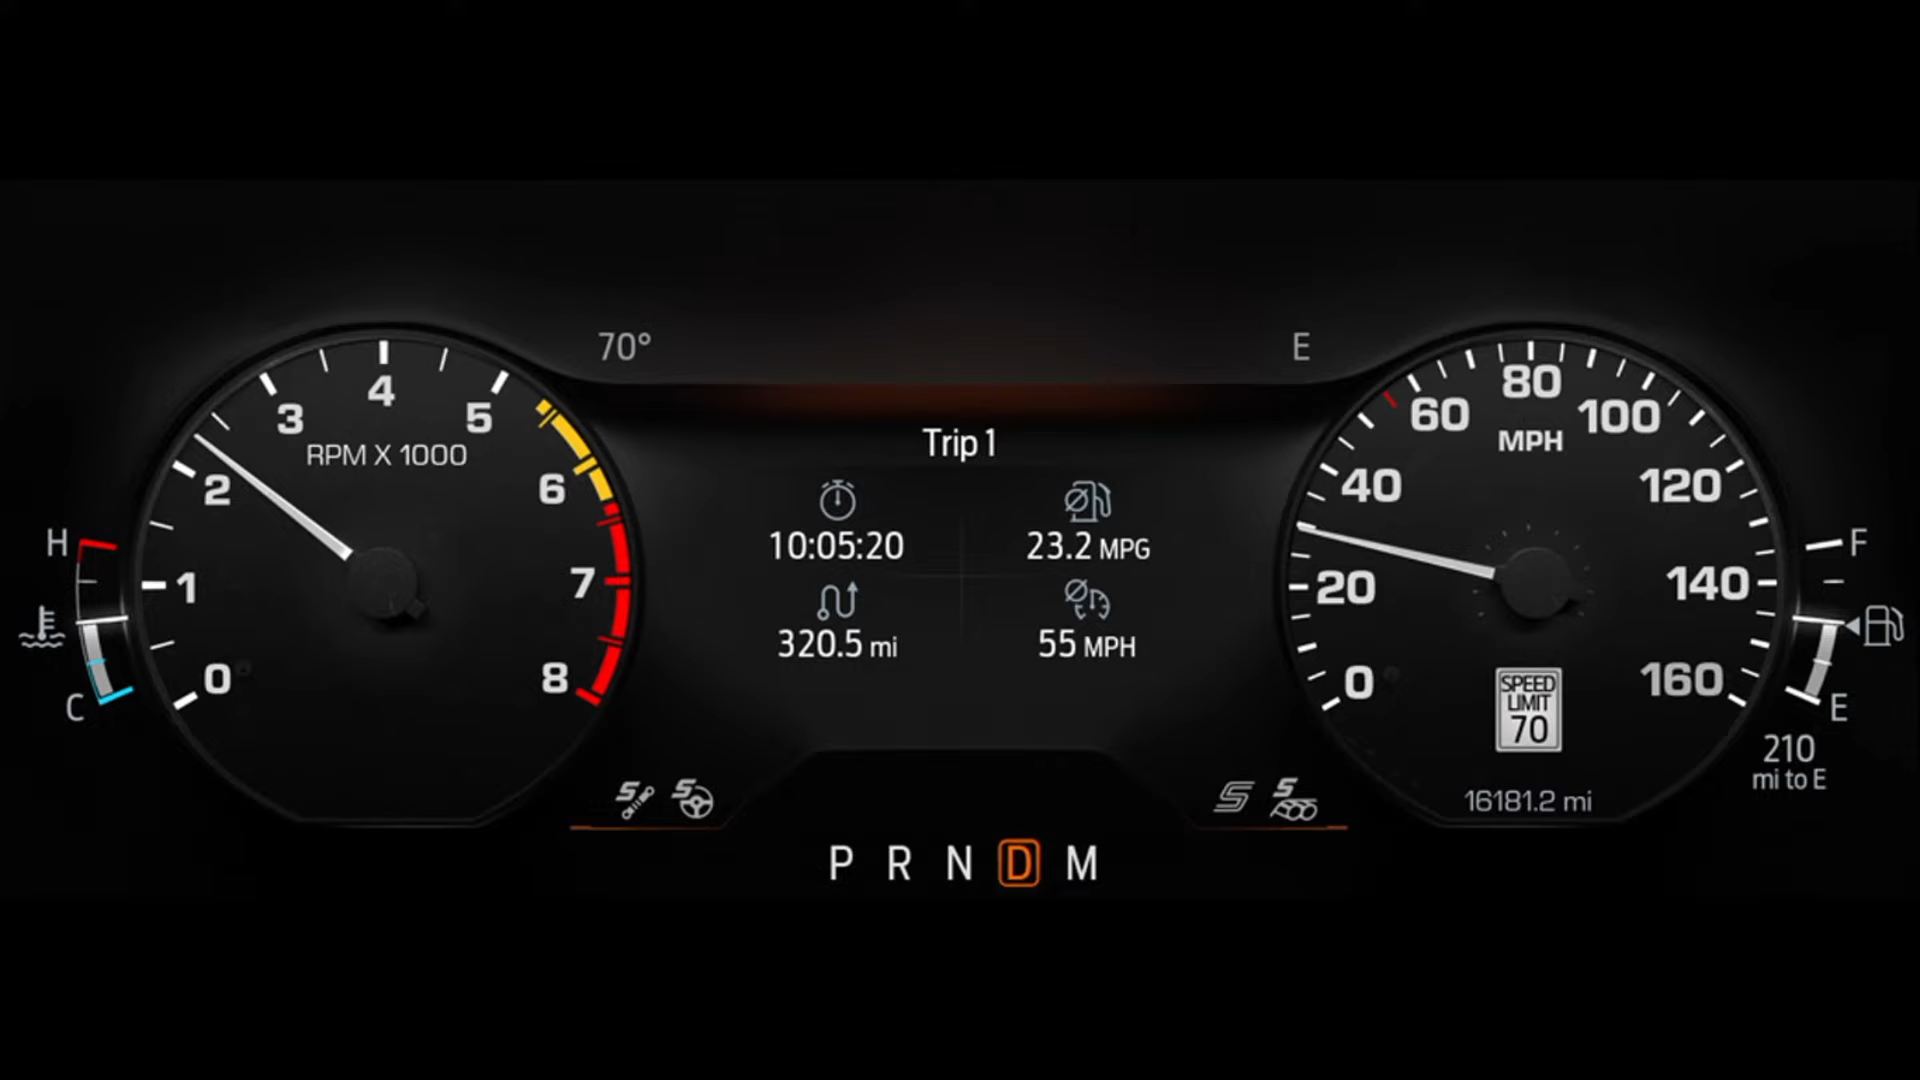 70°
E
4
3
5
RPM X 1000
2
6
1
7
0
8
H
C
Trip 1
10:05:20
23.2 MPG
320.5 mi
55 MPH
80
60
100
MPH
40
120
20
140
0
160
SPEED
LIMIT
70
16181.2 mi
F
E
210
mi to E
S
S
S
S
P R N D M